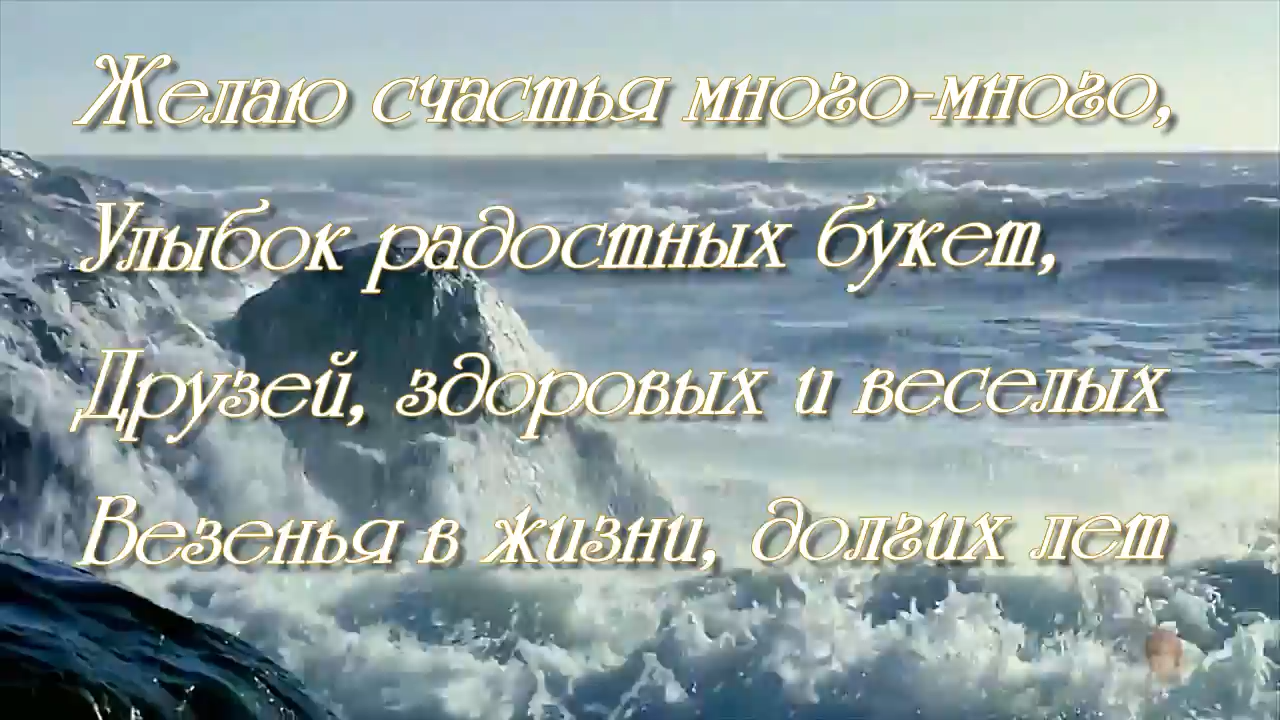 Желаю счастья много-много,
Улыбок радостных букет,
Друзей, здоровых и веселых
Везенья в жизни, долгих лет